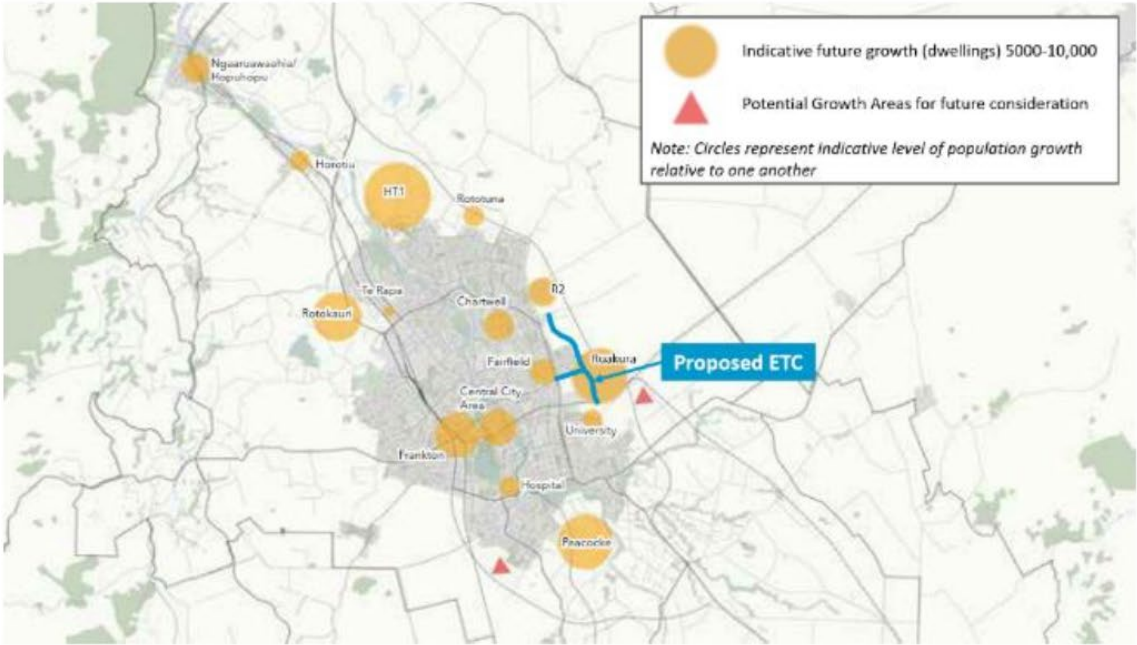 Indicative future growth (dwellings) 5000-10,000
Potential Growth Areas for future consideration
Note: Circles represent indicative level of population growth
relative to one another
Ngaaruawaahia/
Hopuhopu
Horotiu
HT1
Rototuna
R2
Te Rapa
Chartwell
Rotokauri
Fairfield
Ruakura
Proposed ETC
Central City
Area
University
Frankton
Hospital
Peacocke